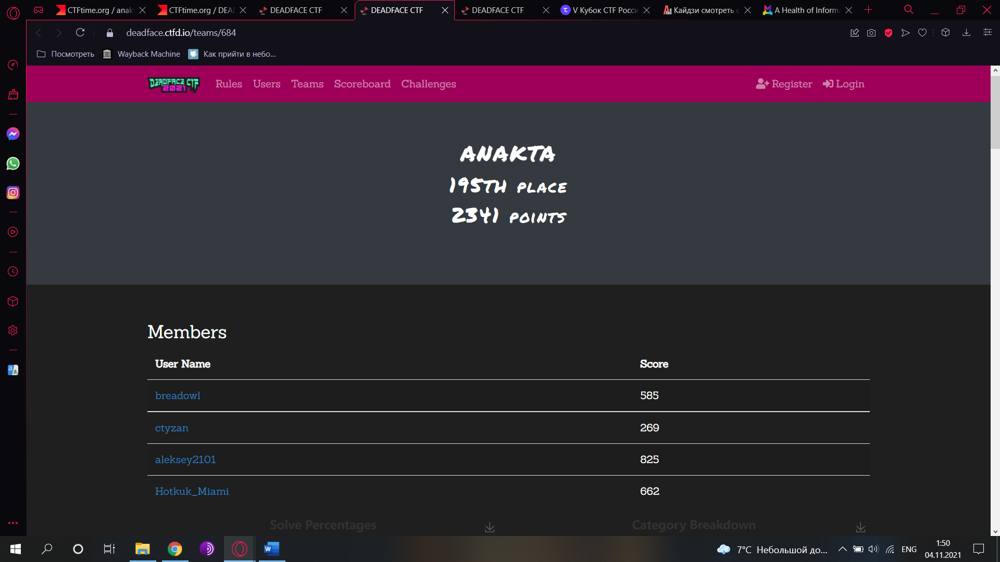 CTFtime.org / anak
CTFtime.org / DEA
DEADFACE CTF
DEADFACE CTF
DEADFACE CTF
V Кубок CTF Росси
Кайдзи смотреть
A Health of Inform
deadface.ctfd.io/teams/684
Посмотреть
Wayback Machine
Как прийти в небо...
DEADFACE CTF
2021
Rules
Users
Teams
Scoreboard
Challenges
Register
Login
ANAKTA
195TH PLACE
2341 POINTS
Members
User Name Score
breadowl 585
ctyzan 269
aleksey2101 825
Hotkuk_Miami 662
Solve Percentages
Category Breakdown
7°C Небольшой до...
ENG
1:50
04.11.2021